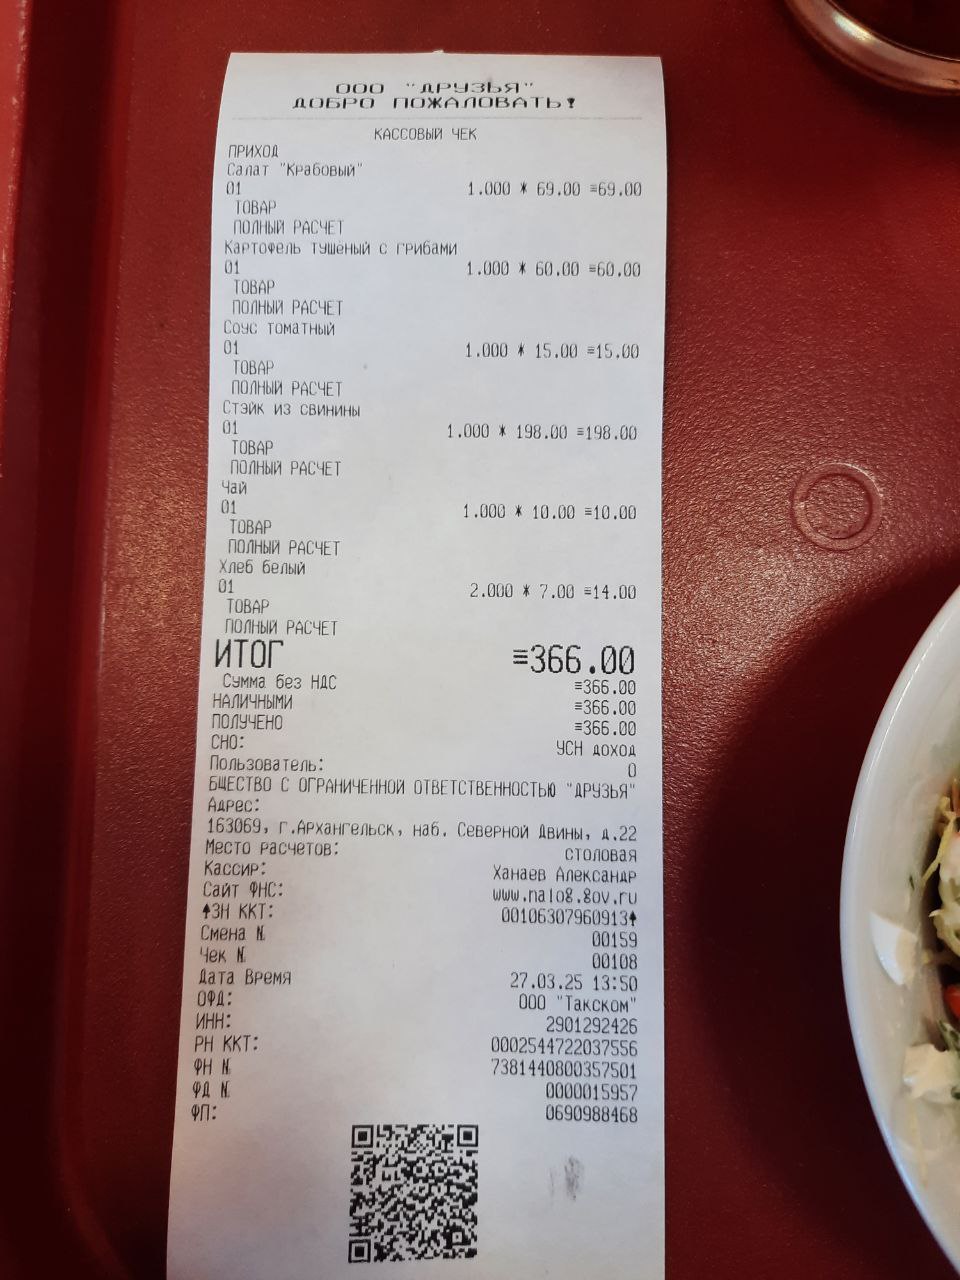 ООО "ДРУЗЬЯ"
ДОБРО ПОЖАЛОВАТЬ!
КАССОВЫЙ ЧЕК
ПРИХОД
Салат "Крабовый"
01 1.000 * 69.00 ≡69.00
ТОВАР
ПОЛНЫЙ РАСЧЕТ
Картофель тушеный с грибами
01 1.000 * 60.00 ≡60.00
ТОВАР
ПОЛНЫЙ РАСЧЕТ
Соус томатный
01 1.000 * 15.00 ≡15.00
ТОВАР
ПОЛНЫЙ РАСЧЕТ
Стэйк из свинины
01 1.000 * 198.00 ≡198.00
ТОВАР
ПОЛНЫЙ РАСЧЕТ
Чай
01 1.000 * 10.00 ≡10.00
ТОВАР
ПОЛНЫЙ РАСЧЕТ
Хлеб белый
01 2.000 * 7.00 ≡14.00
ТОВАР
ПОЛНЫЙ РАСЧЕТ
ИТОГ ≡366.00
Сумма без НДС ≡366.00
НАЛИЧНЫМИ ≡366.00
ПОЛУЧЕНО ≡366.00
СНО: УСН доход
Пользователь: О
БЩЕСТВО С ОГРАНИЧЕННОЙ ОТВЕТСТВЕННОСТЬЮ "ДРУЗЬЯ"
Адрес:
163069, г.Архангельск, наб. Северной Двины, д.22
Место расчетов: столовая
Кассир: Ханаев Александр
Сайт ФНС: www.nalog.gov.ru
↑ЗН ККТ: 00106307960913↑
Смена № 00159
Чек № 00108
Дата Время 27.03.25 13:50
ОФД: ООО "Такском"
ИНН: 2901292426
РН ККТ: 0002544722037556
ФН № 7381440800357501
ФД № 0000015957
ФП: 0690988468